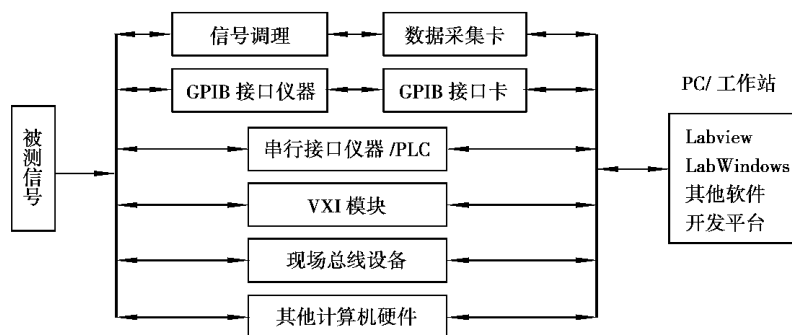 信号调理
数据采集卡
GPIB 接口仪器
GPIB 接口卡
串行接口仪器 /PLC
VXI 模块
现场总线设备
其他计算机硬件
被测信号
PC/ 工作站
Labview
LabWindows
其他软件
开发平台